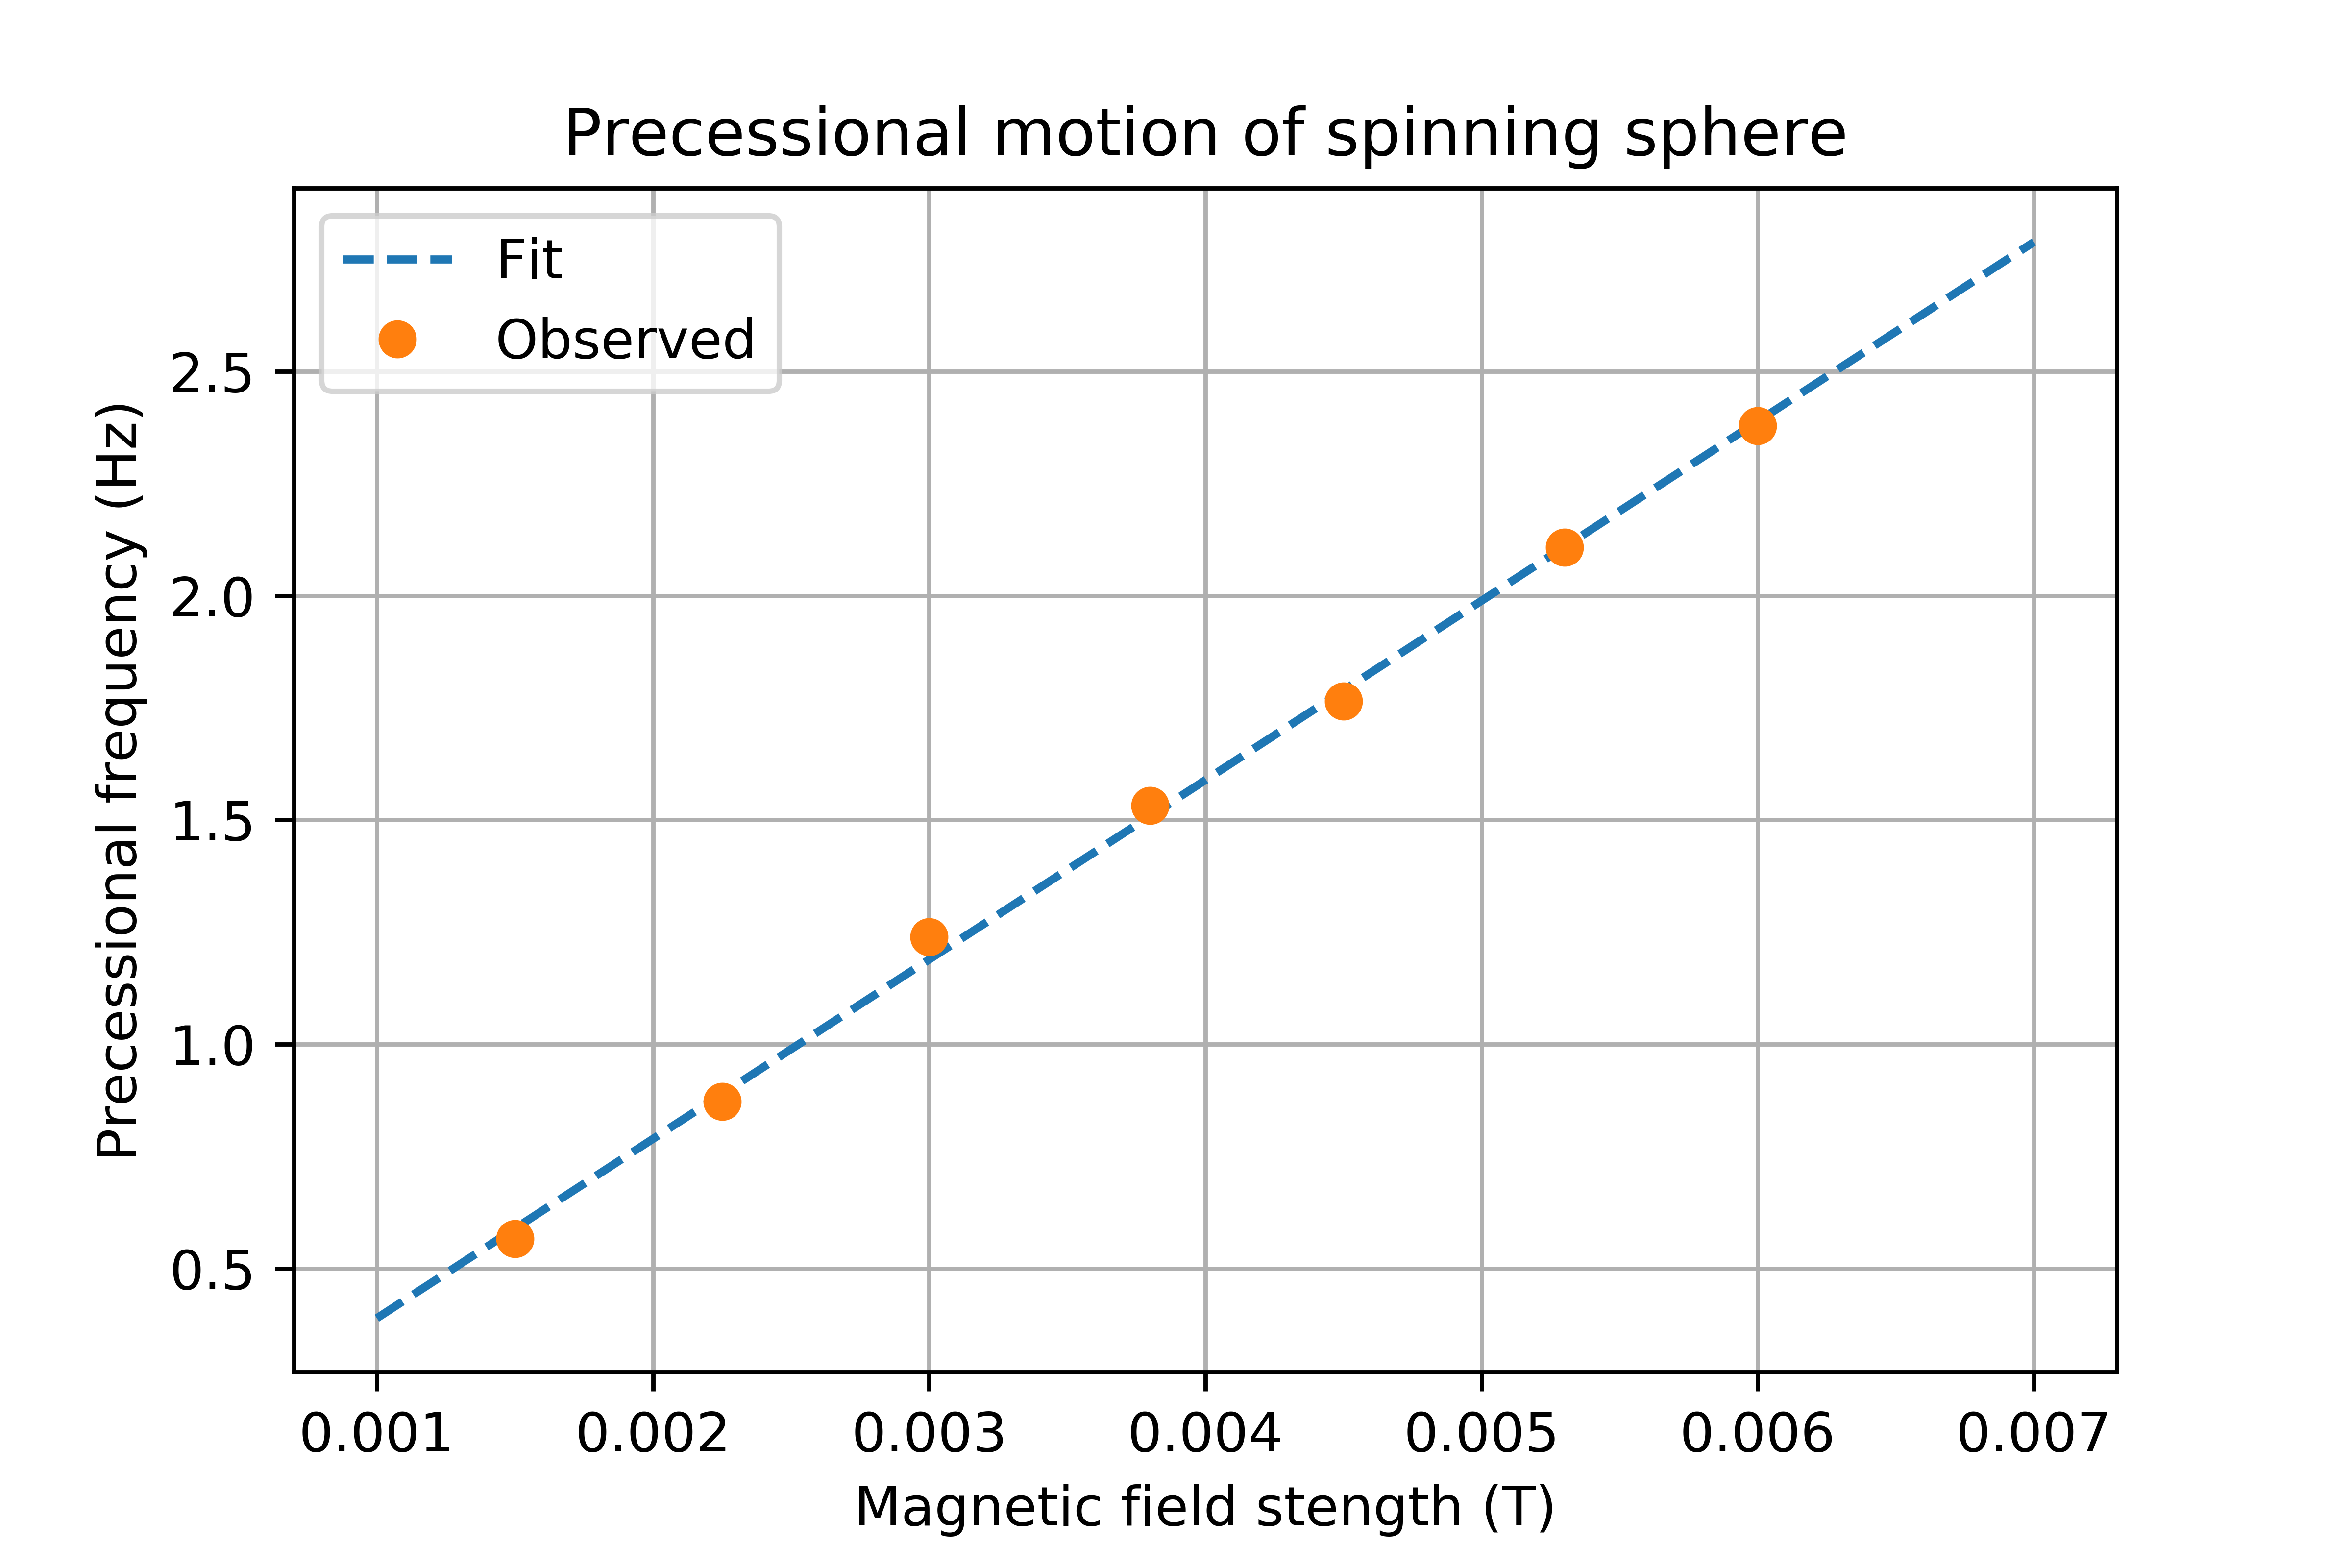 Precessional motion of spinning sphere
Fit
Observed
Precessional frequency (Hz)
2.5
2.0
1.5
1.0
0.5
0.001 0.002 0.003 0.004 0.005 0.006 0.007
Magnetic field stength (T)